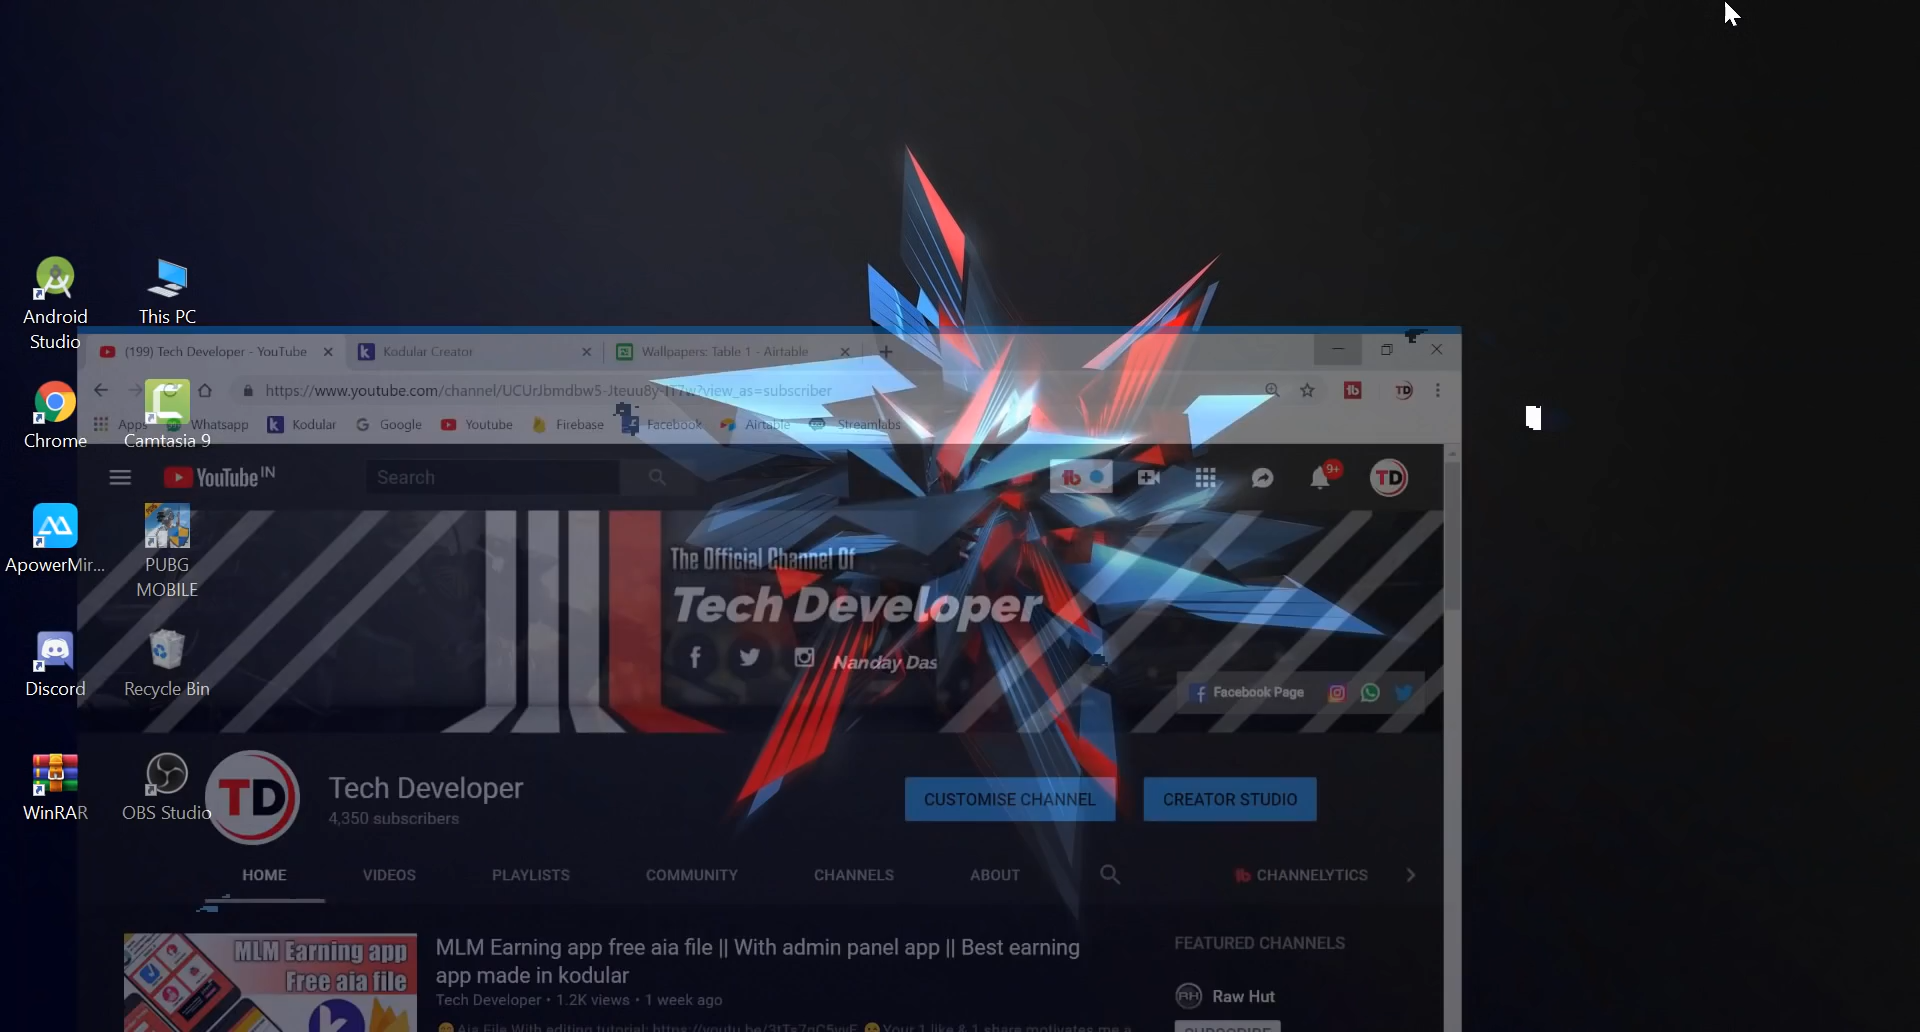 Android
Studio
This PC
Chrome
Camtasia 9
ApowerMir...
PUBG
MOBILE
Discord
Recycle Bin
WinRAR
OBS Studio
(199) Tech Developer - YouTube
Kodular Creator
Wallpapers: Table 1 - Airtable
TD
Apps
Whatsapp
Kodular
Google
Youtube
Firebase
Facebook
Airtable
Streamlabs
YouTube IN
Search
9+
TD
The Official Channel Of
Tech Developer
Nanday Das
Facebook Page
TD
Tech Developer
4,350 subscribers
CUSTOMISE CHANNEL
CREATOR STUDIO
HOME
VIDEOS
PLAYLISTS
COMMUNITY
CHANNELS
ABOUT
CHANNELYTICS
MLM Earning app
Free aia file
MLM Earning app free aia file || With admin panel app || Best earning
app made in kodular
Tech Developer • 1.2K views • 1 week ago
FEATURED CHANNELS
RH
Raw Hut